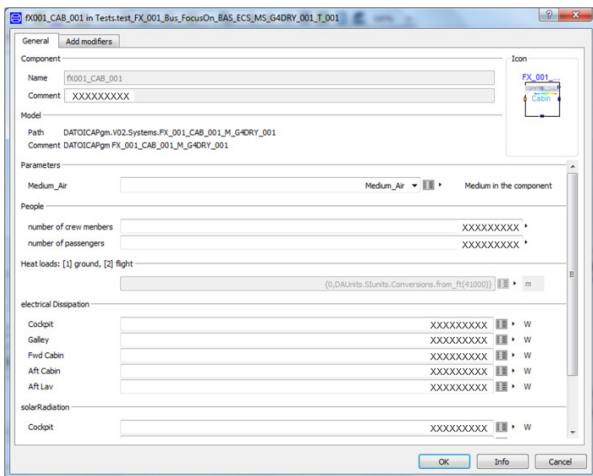 fX001_CAB_001 in Tests.test_FX_001_Bus_FocusOn_BAS_ECS_MS_G4DRY_001_T_001
General Add modifiers
Component
Icon
Name fX001_CAB_001
FX_001_...
Cabin
Comment XXXXXXXXX
Model
Path DATOICAPgm.V02.Systems.FX_001_CAB_001_M_G4DRY_001
Comment DATOICAPgm FX_001_CAB_001_M_G4DRY_001
Parameters
Medium_Air Medium_Air Medium in the component
People
number of crew menbers XXXXXXXXX
number of passengers XXXXXXXXX
Heat loads: [1] ground, [2] flight
{0,DAUnits.SIunits.Conversions.from_ft(41000)} m
electrical Dissipation
Cockpit XXXXXXXXX W
Galley XXXXXXXXX W
Fwd Cabin XXXXXXXXX W
Aft Cabin XXXXXXXXX W
Aft Lav XXXXXXXXX W
solarRadiation
Cockpit XXXXXXXXX W
OK Info Cancel